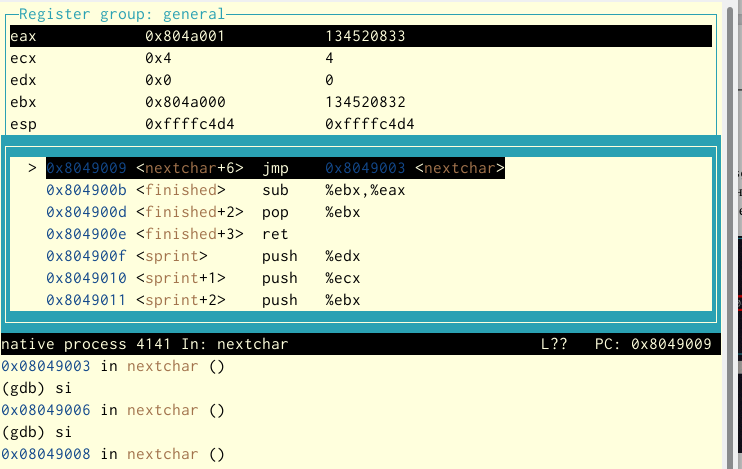 Register group: general
eax 0x804a001 134520833
ecx 0x4 4
edx 0x0 0
ebx 0x804a000 134520832
esp 0xffffc4d4 0xffffc4d4
> 0x8049009 <nextchar+6> jmp 0x8049003 <nextchar>
0x804900b <finished> sub %ebx,%eax
0x804900d <finished+2> pop %ebx
0x804900e <finished+3> ret
0x804900f <sprint> push %edx
0x8049010 <sprint+1> push %ecx
0x8049011 <sprint+2> push %ebx
native process 4141 In: nextchar L?? PC: 0x8049009
0x08049003 in nextchar ()
(gdb) si
0x08049006 in nextchar ()
(gdb) si
0x08049008 in nextchar ()